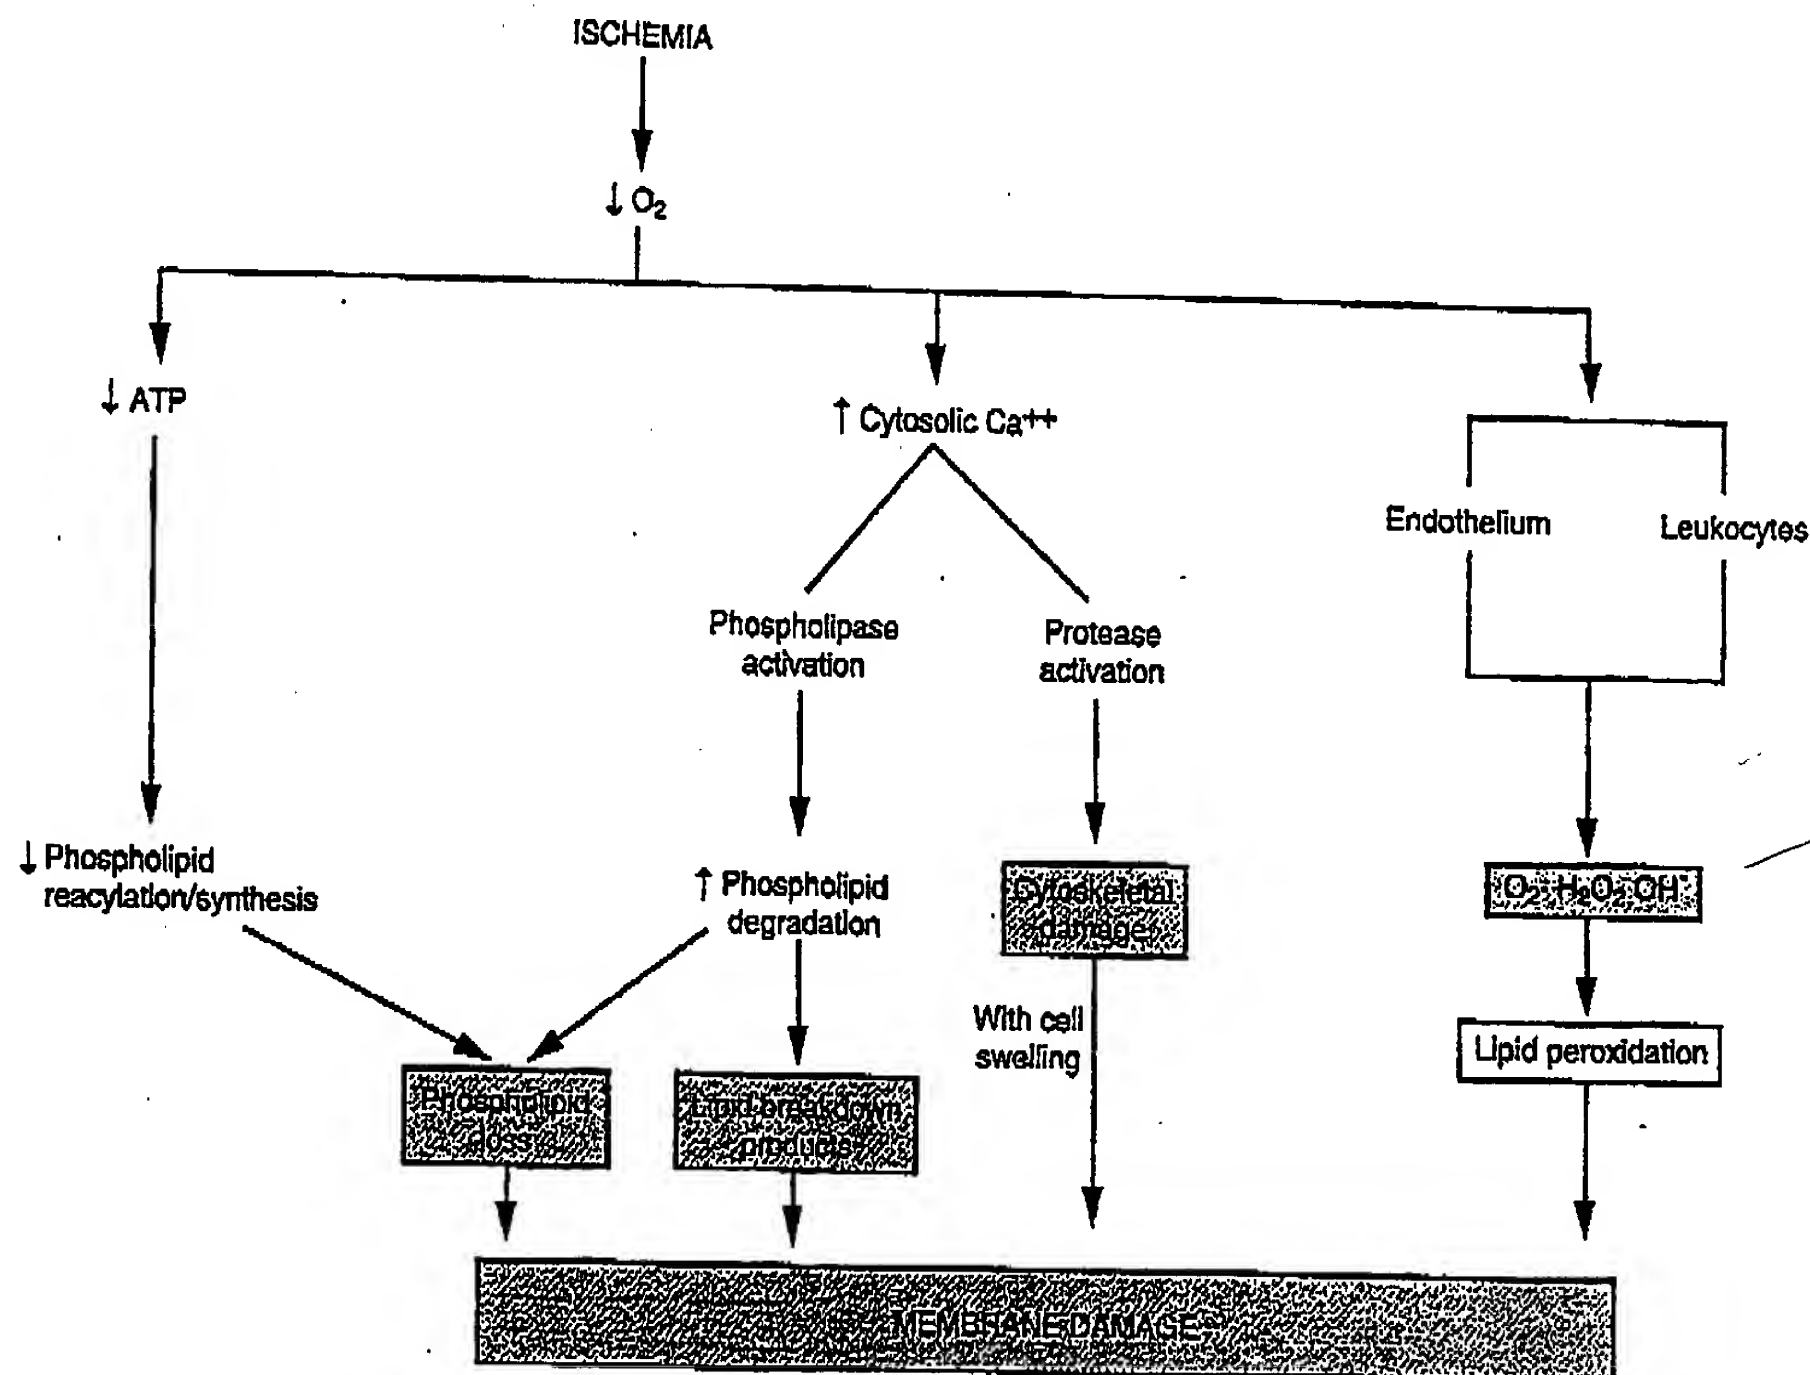 ISCHEMIA
↓ O₂
↓ ATP
↑ Cytosolic Ca++
Endothelium
Leukocytes
Phospholipase
activation
Protease
activation
↓ Phospholipid
reacylation/synthesis
↑ Phospholipid
degradation
Cytoskeletal
damage
O₂⁻ H₂O₂ OH
With cell
swelling
Lipid peroxidation
Phospholipid
loss
Lipid breakdown
products
MEMBRANE DAMAGE